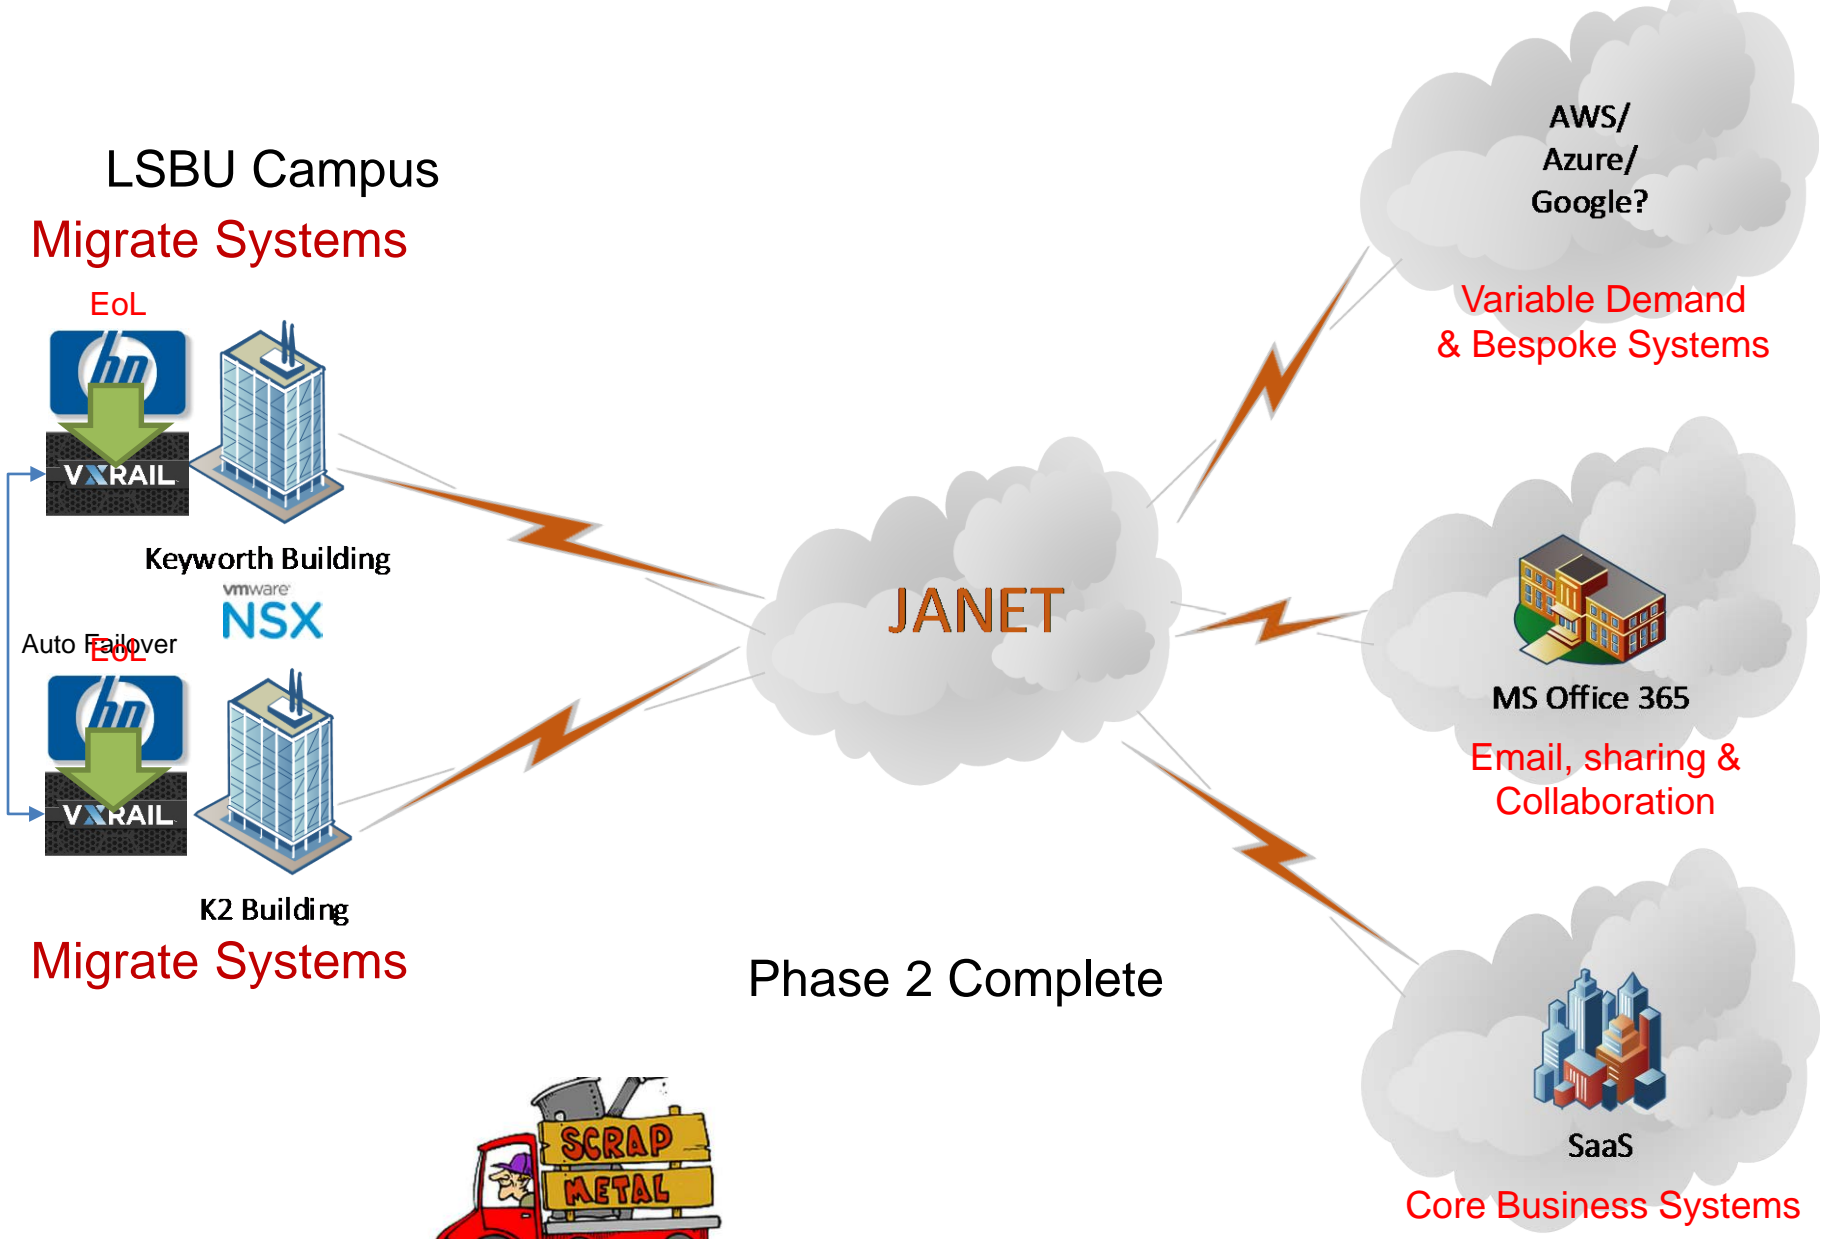 LSBU Campus
Migrate Systems
EoL
hp
VXRAIL
Keyworth Building
vmware
NSX
Auto Failover
EoL
hp
VXRAIL
K2 Building
Migrate Systems
JANET
Phase 2 Complete
SCRAP
METAL
AWS/
Azure/
Google?
Variable Demand
& Bespoke Systems
MS Office 365
Email, sharing &
Collaboration
SaaS
Core Business Systems